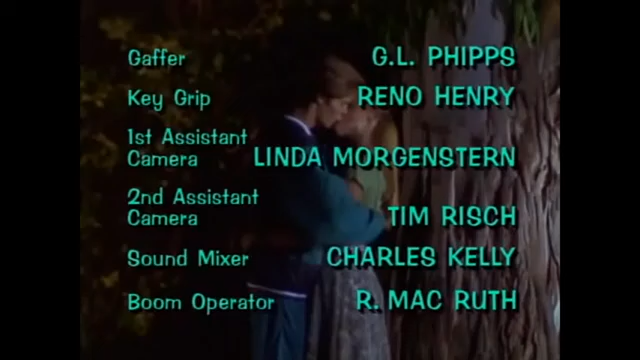 Gaffer G.L. PHIPPS
Key Grip RENO HENRY
1st Assistant
Camera LINDA MORGENSTERN
2nd Assistant
Camera TIM RISCH
Sound Mixer CHARLES KELLY
Boom Operator R. MAC RUTH